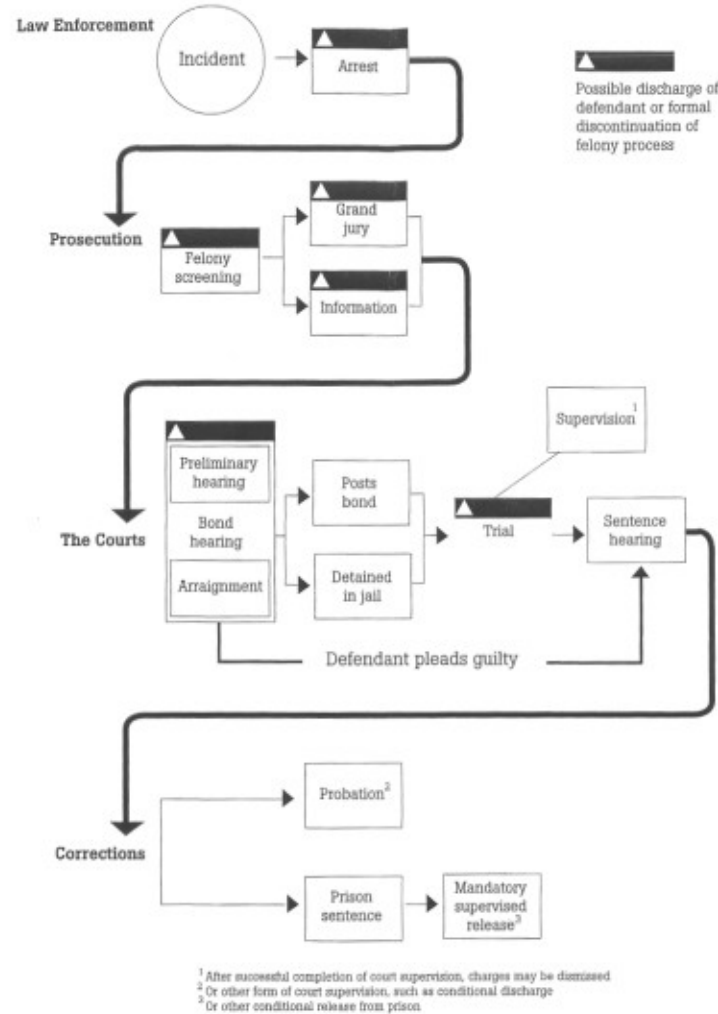 Law Enforcement
Incident
Arrest
Possible discharge of
defendant or formal
discontinuation of
felony process
Prosecution
Felony
screening
Grand
jury
Information
The Courts
Preliminary
hearing
Bond
hearing
Arraignment
Posts
bond
Detained
in jail
Supervision1
Trial
Sentence
hearing
Defendant pleads guilty
Corrections
Probation2
Prison
sentence
Mandatory
supervised
release3
1 After successful completion of court supervision, charges may be dismissed
2 Or other form of court supervision, such as conditional discharge
3 Or other conditional release from prison